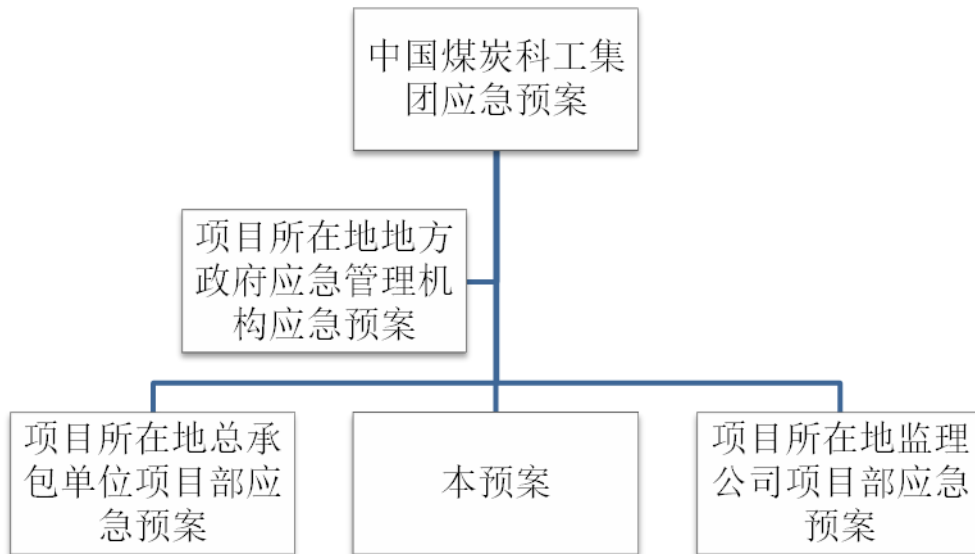 中国煤炭科工集
团应急预案
项目所在地地方
政府应急管理机
构应急预案
项目所在地总承
包单位项目部应
急预案
本预案
项目所在地监理
公司项目部应急
预案